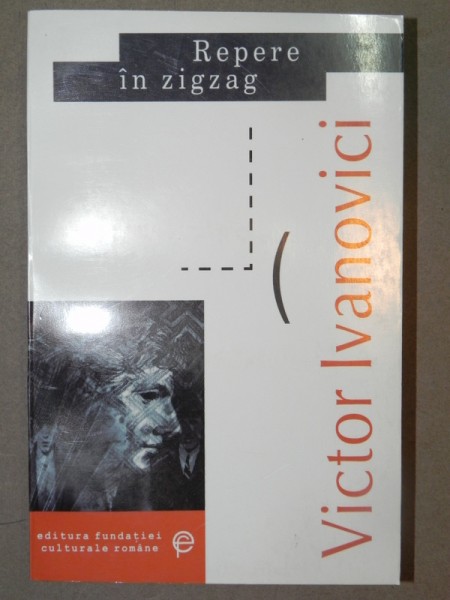 Repere
în zigzag
Victor Ivanovici
editura fundației
culturale române